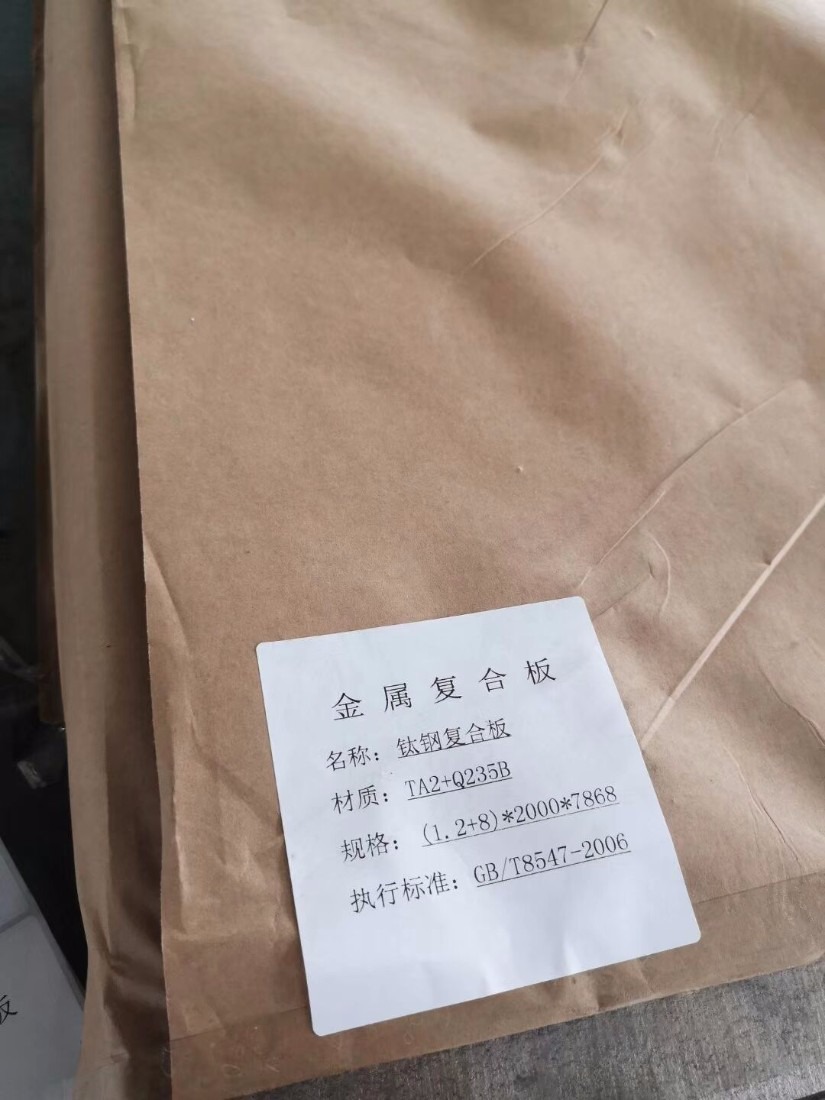 金属复合板
名称：钛钢复合板
材质：TA2+Q235B
规格：(1.2+8)*2000*7868
执行标准：GB/T8547-2006
板